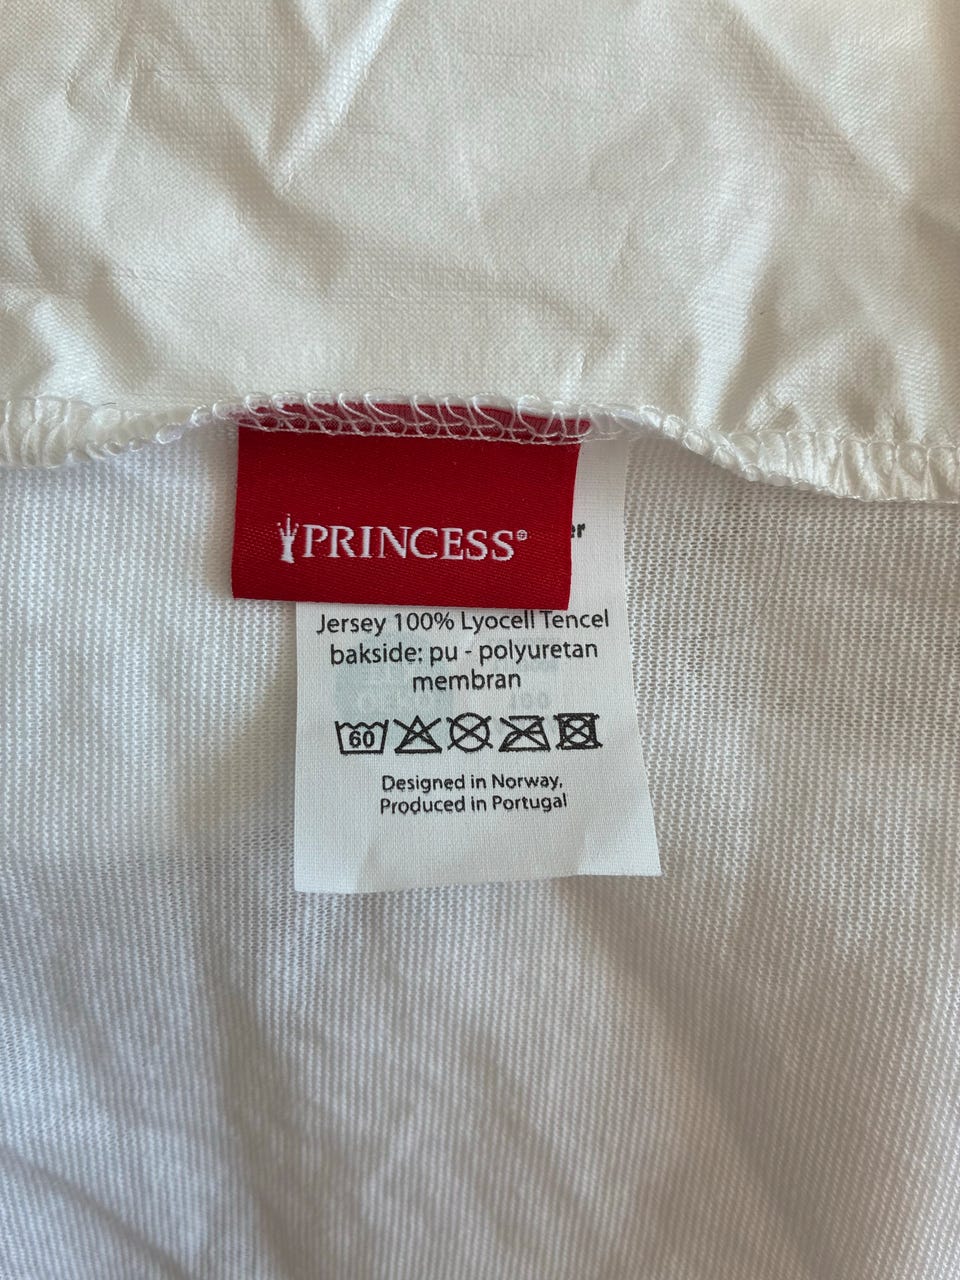 PRINCESS®
Jersey 100% Lyocell Tencel
bakside: pu - polyuretan
membran
60
Designed in Norway,
Produced in Portugal